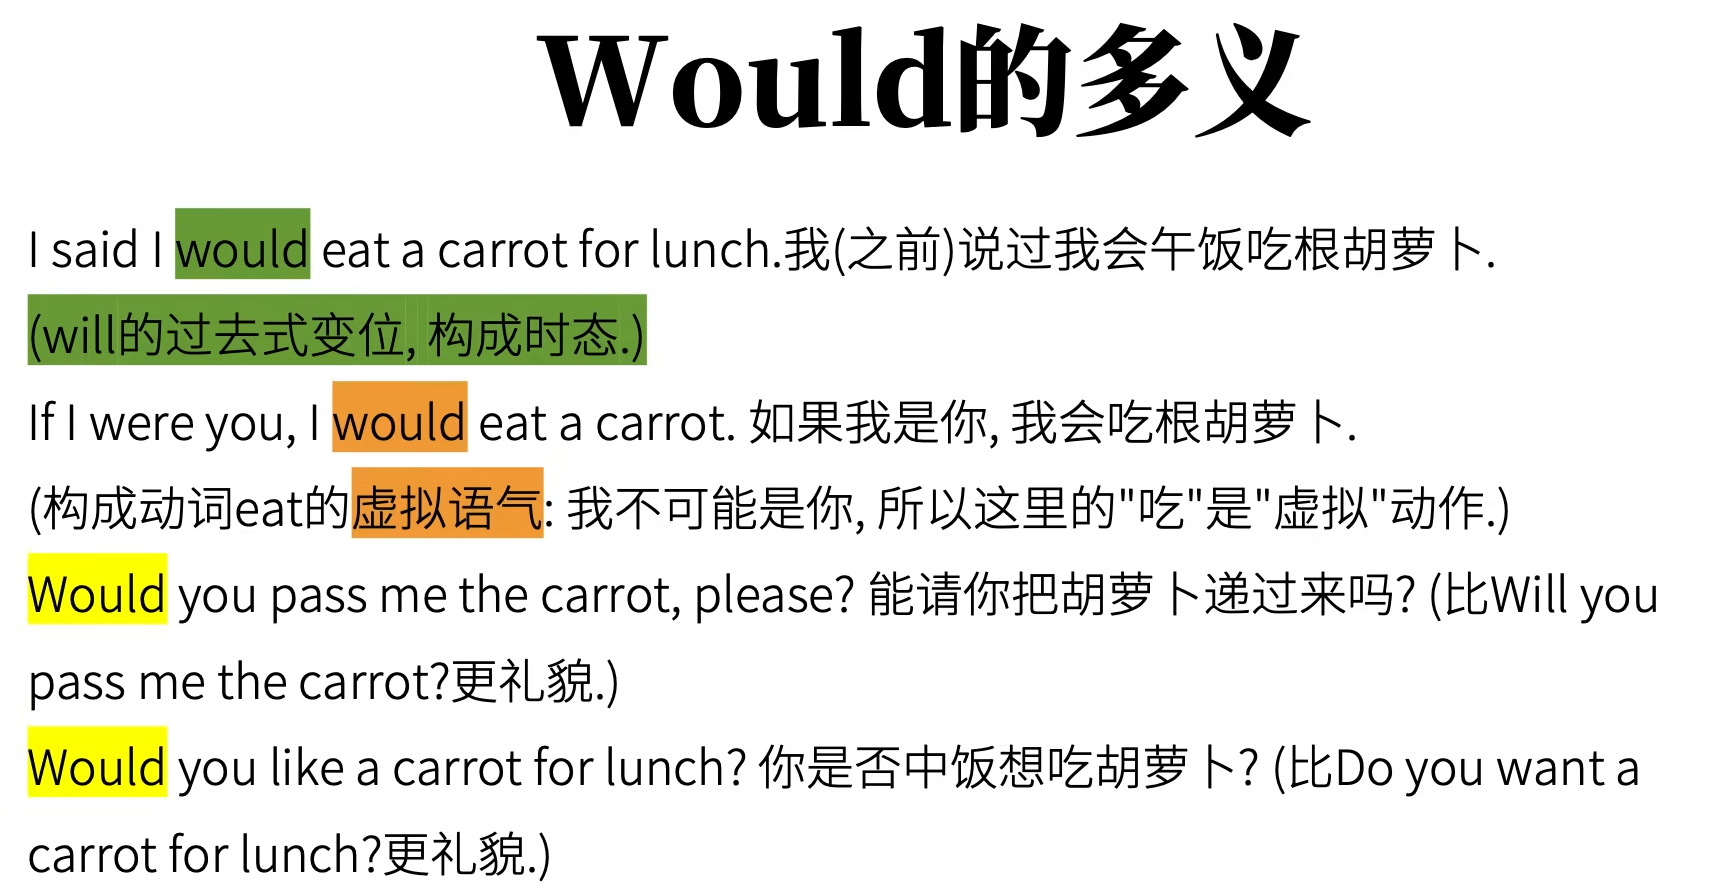 Would的多义
I said I would eat a carrot for lunch.我(之前)说过我会午饭吃根胡萝卜.
(will的过去式变位, 构成时态.)
If I were you, I would eat a carrot. 如果我是你, 我会吃根胡萝卜.
(构成动词eat的虚拟语气: 我不可能是你, 所以这里的"吃"是"虚拟"动作.)
Would you pass me the carrot, please? 能请你把胡萝卜递过来吗? (比Will you
pass me the carrot?更礼貌.)
Would you like a carrot for lunch? 你是否中饭想吃胡萝卜? (比Do you want a
carrot for lunch?更礼貌.)